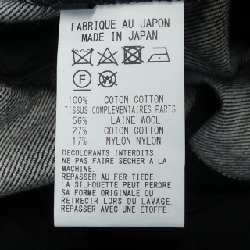 FABRIQUE AU JAPON
MADE IN JAPAN
100% COTON COTTON
TISSUS COMPLEMENTAIRES PARTS
56% LAINE WOOL
27% COTON COTTON
17% NYLON NYLON
DECOLORANTS INTERDITS
NE PAS FAIRE SECHER A LA
MACHINE.
REPASSER AU FER TIEDE
LA SILHOUETTE PEUT PERDRE
SA FORME ORIGINALE OU
RETRECIR LORS DU LAVAGE.
REPASSER AVEC UNE ETOFFE